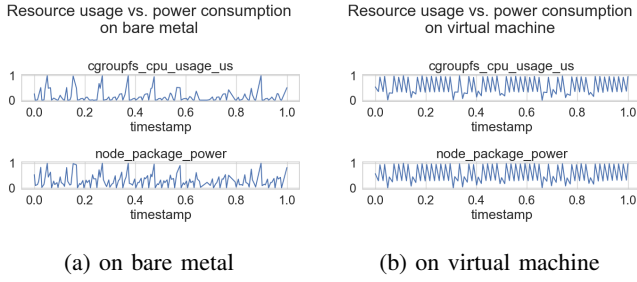 Resource usage vs. power consumption
on bare metal
cgroupfs_cpu_usage_us
1
0
0.0 0.2 0.4 0.6 0.8 1.0
timestamp
node_package_power
1
0
0.0 0.2 0.4 0.6 0.8 1.0
timestamp
(a) on bare metal
Resource usage vs. power consumption
on virtual machine
cgroupfs_cpu_usage_us
1
0
0.0 0.2 0.4 0.6 0.8 1.0
timestamp
node_package_power
1
0
0.0 0.2 0.4 0.6 0.8 1.0
timestamp
(b) on virtual machine